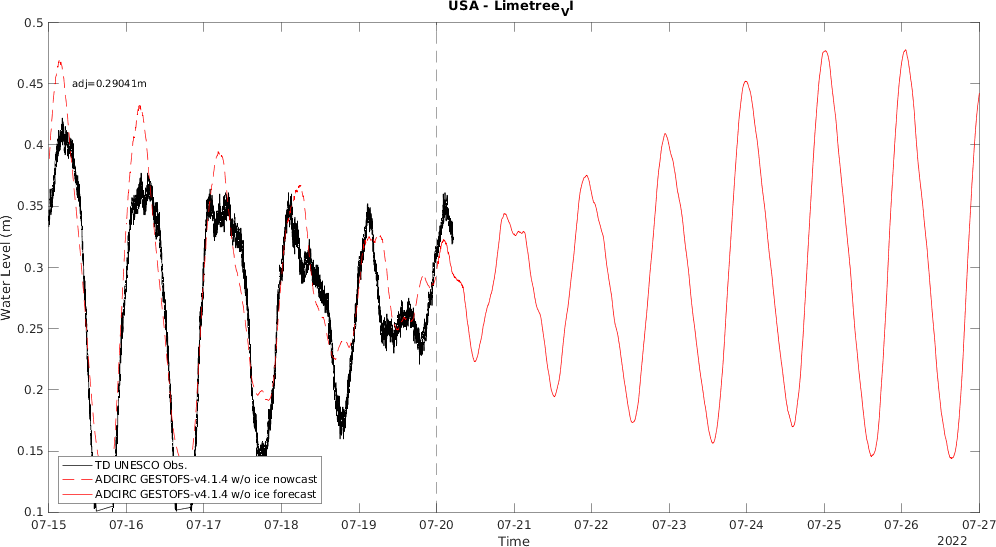 USA - Limetree_VI
0.5
0.45
0.4
0.35
0.3
0.25
0.2
0.15
0.1
Water Level (m)
adj=0.29041m
TD UNESCO Obs.
ADCIRC GESTOFS-v4.1.4 w/o ice nowcast
ADCIRC GESTOFS-v4.1.4 w/o ice forecast
07-15 07-16 07-17 07-18 07-19 07-20 07-21 07-22 07-23 07-24 07-25 07-26 07-27
Time
2022